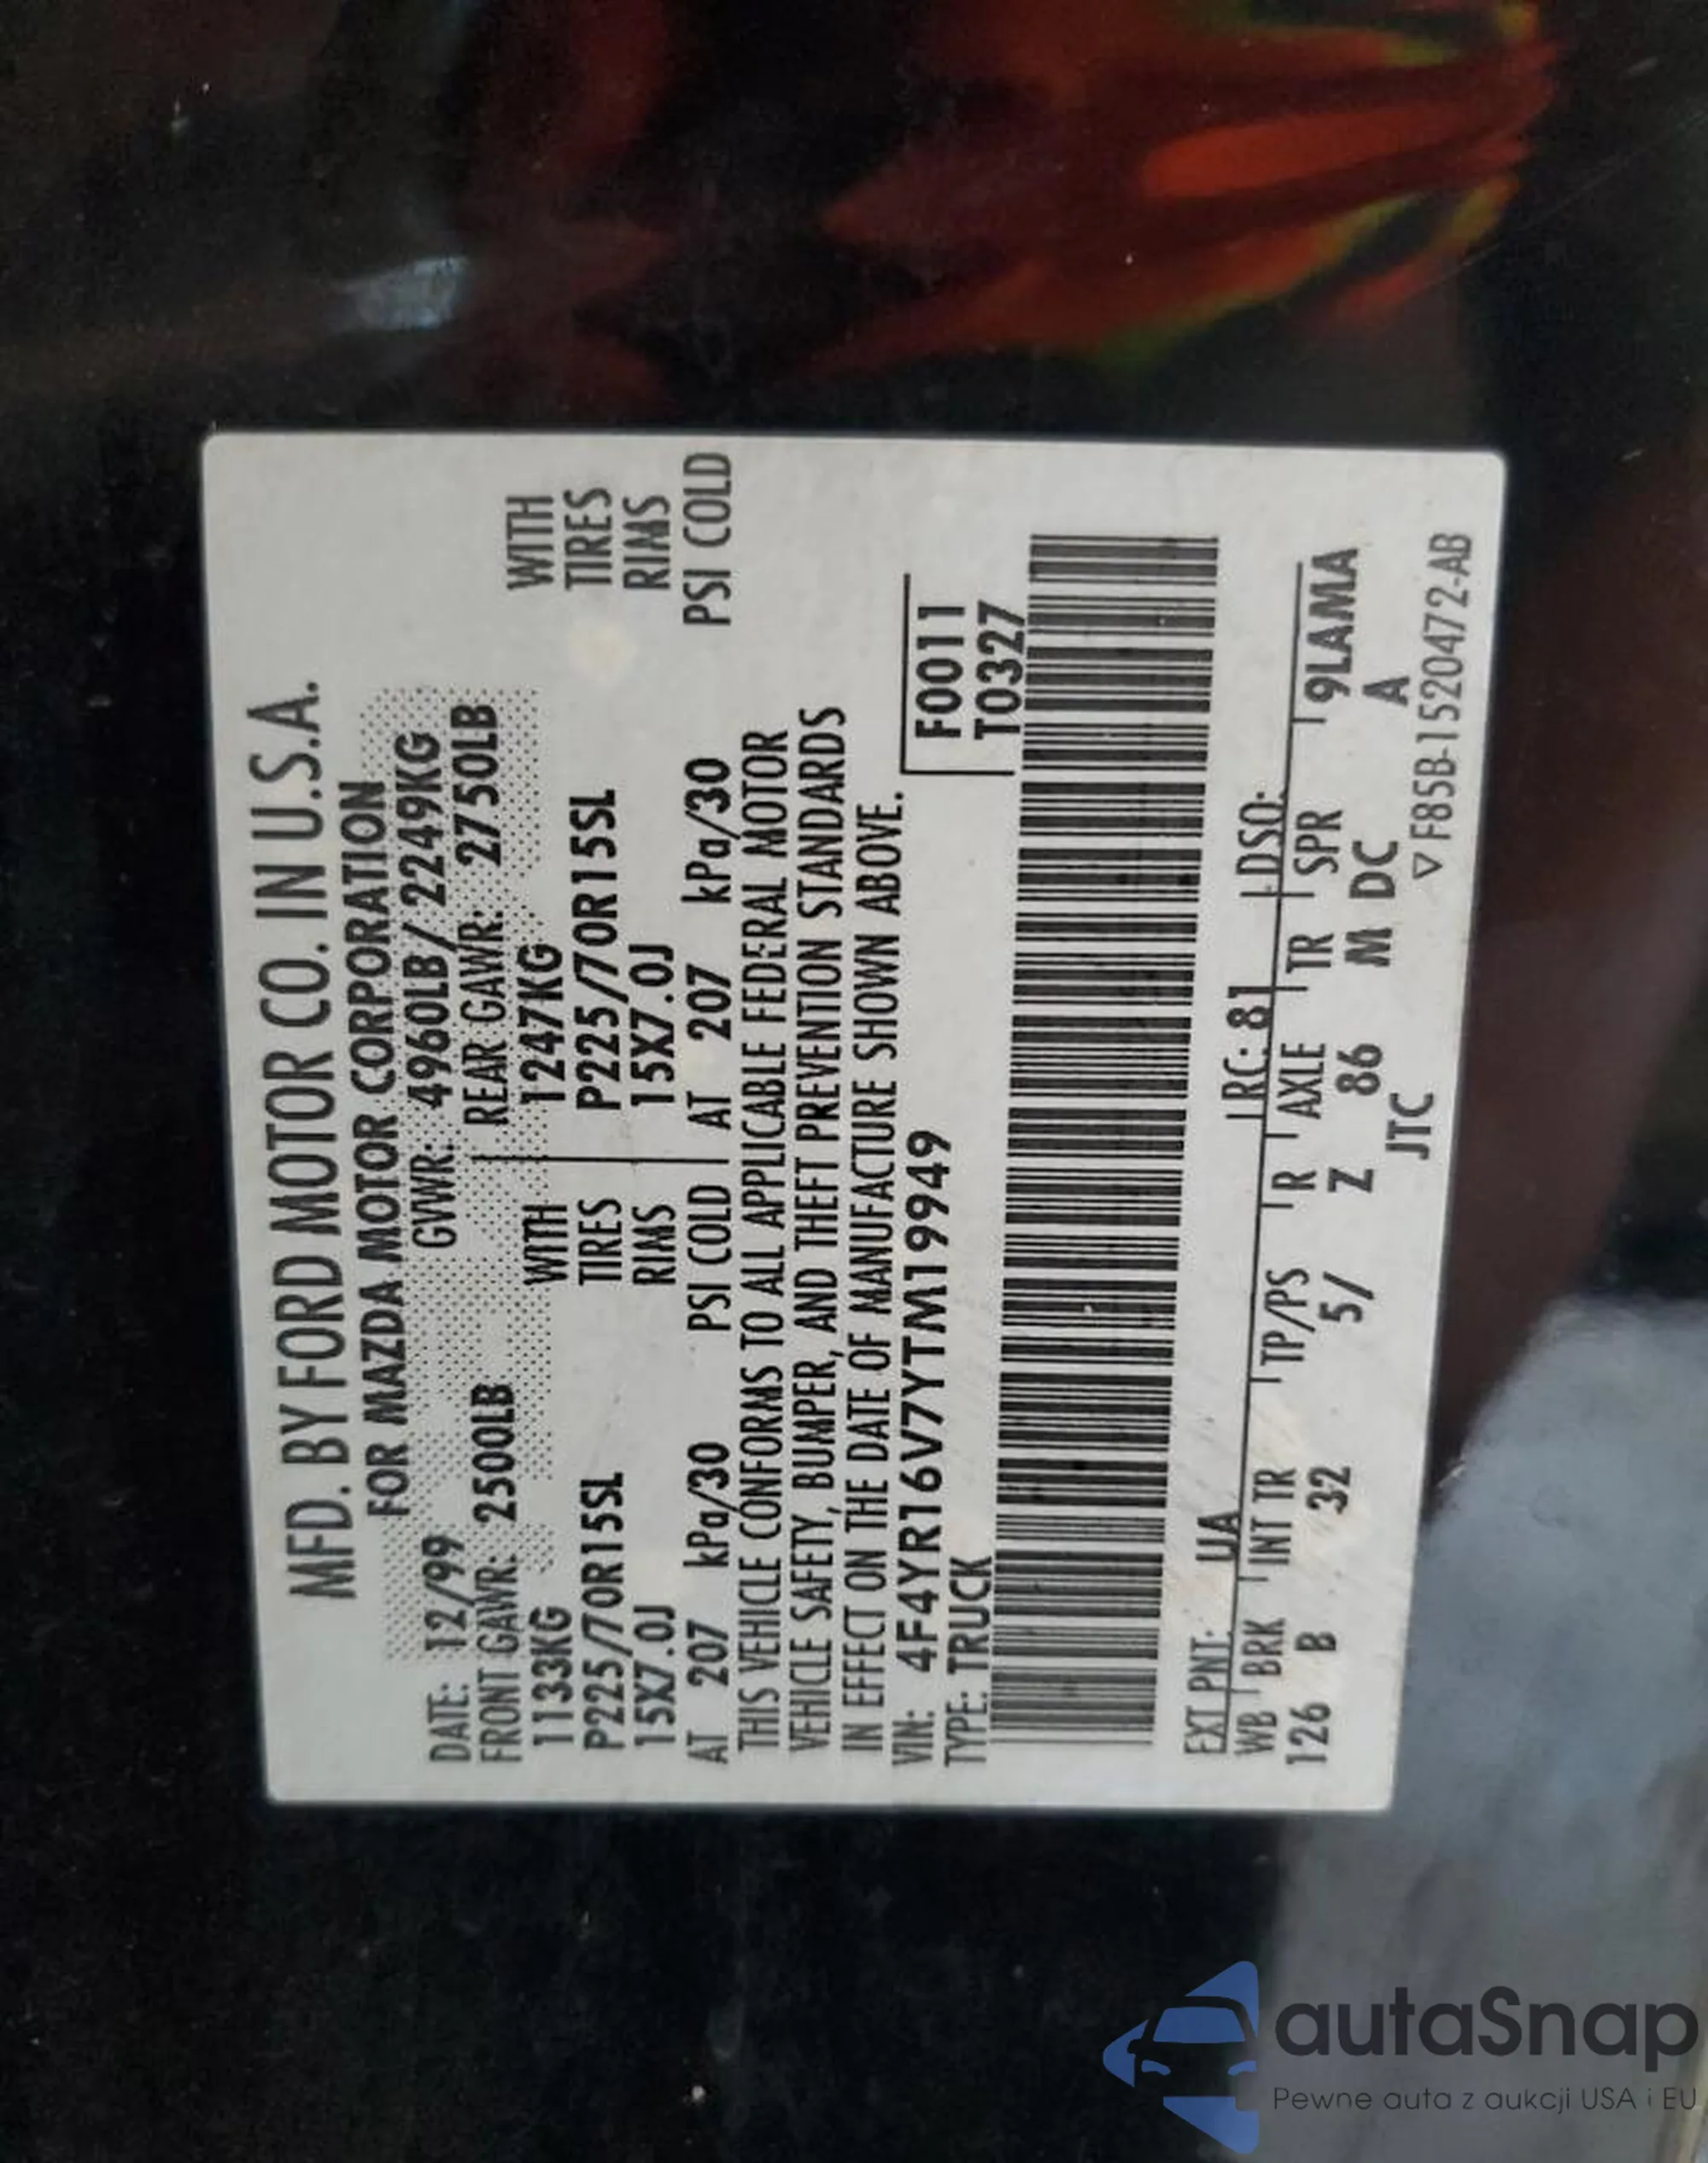 MFD. BY FORD MOTOR CO. IN U.S.A.
FOR MAZDA MOTOR CORPORATION
DATE: 12/99 GVWR: 4960LB/2249KG
FRONT GAWR: 2500LB REAR GAWR: 2750LB
1133KG WITH 1247KG WITH
P225/70R15SL TIRES P225/70R15SL TIRES
15X7.0J RIMS 15X7.0J RIMS
AT 207 kPa/30 PSI COLD AT 207 kPa/30 PSI COLD
THIS VEHICLE CONFORMS TO ALL APPLICABLE FEDERAL MOTOR
VEHICLE SAFETY, BUMPER, AND THEFT PREVENTION STANDARDS
IN EFFECT ON THE DATE OF MANUFACTURE SHOWN ABOVE.
VIN: 4F4YR16V7YTM19949 F0011
TYPE: TRUCK T0327
EXT PNT: UA RC: 81 DSO:
WB BRK INT TR TP/PS R AXLE TR SPR 9LAMA
126 B 32 5/ Z 86 M DC A
JTC
▽F85B-1520472-AB
autaSnap
Pewne auta z aukcji USA i EU